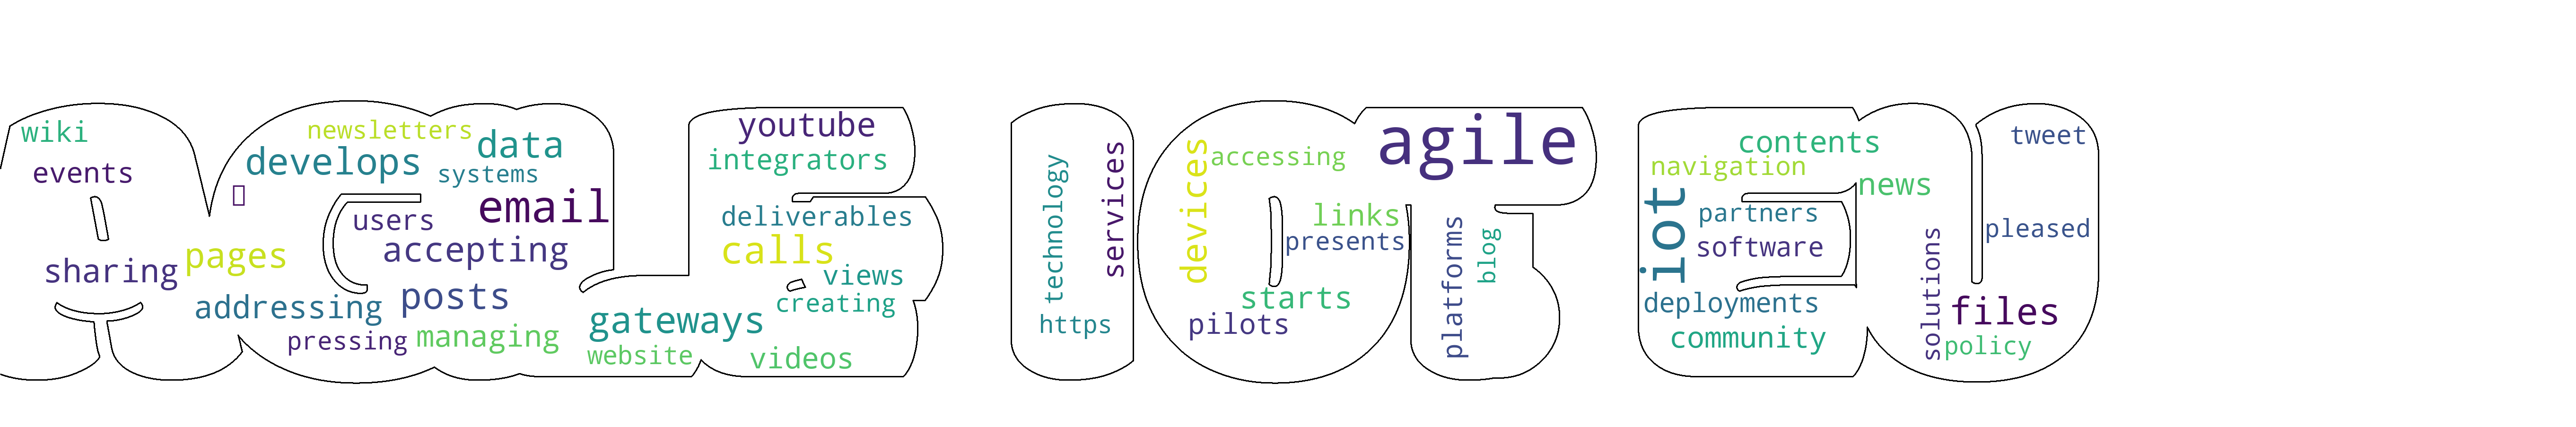 wiki
events
sharing
pages
newsletters
data
develops
systems
email
users
accepting
addressing
posts
pressing
managing
gateways
website
youtube
integrators
deliverables
calls
views
creating
videos
technology
services
https
devices
accessing
agile
links
presents
starts
pilots
platforms
blog
contents
navigation
news
iot
partners
software
deployments
community
tweet
pleased
solutions
files
policy